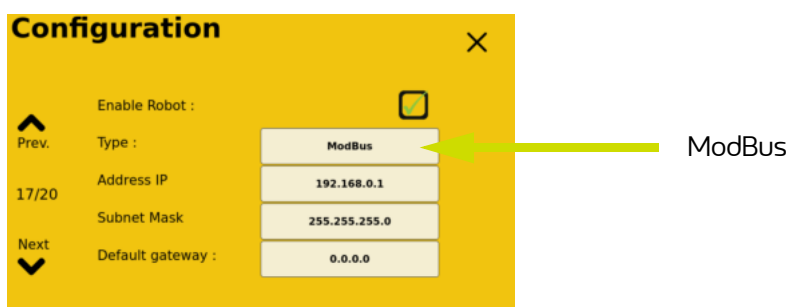 Configuration
Enable Robot :
Prev.
Type :
ModBus
ModBus
17/20
Address IP
192.168.0.1
Subnet Mask
255.255.255.0
Next
Default gateway :
0.0.0.0